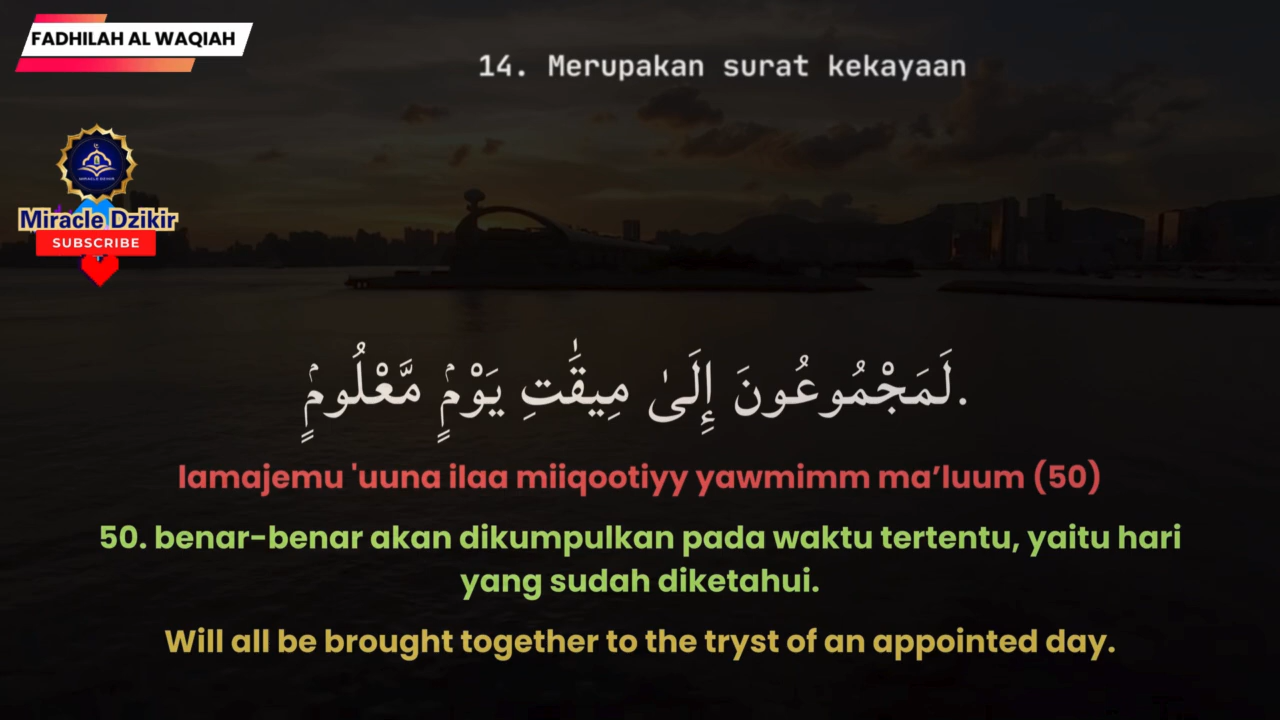 FADHILAH AL WAQIAH
14. Merupakan surat kekayaan
Miracle Dzikir
SUBSCRIBE
لَمَجْمُوعُونَ إِلَىٰ مِيقَٰتِ يَوْمٍۢ مَّعْلُومٍۢ.
lamajemu 'uuna ilaa miiqootiyy yawmimm ma’luum (50)
50. benar-benar akan dikumpulkan pada waktu tertentu, yaitu hari
yang sudah diketahui.
Will all be brought together to the tryst of an appointed day.